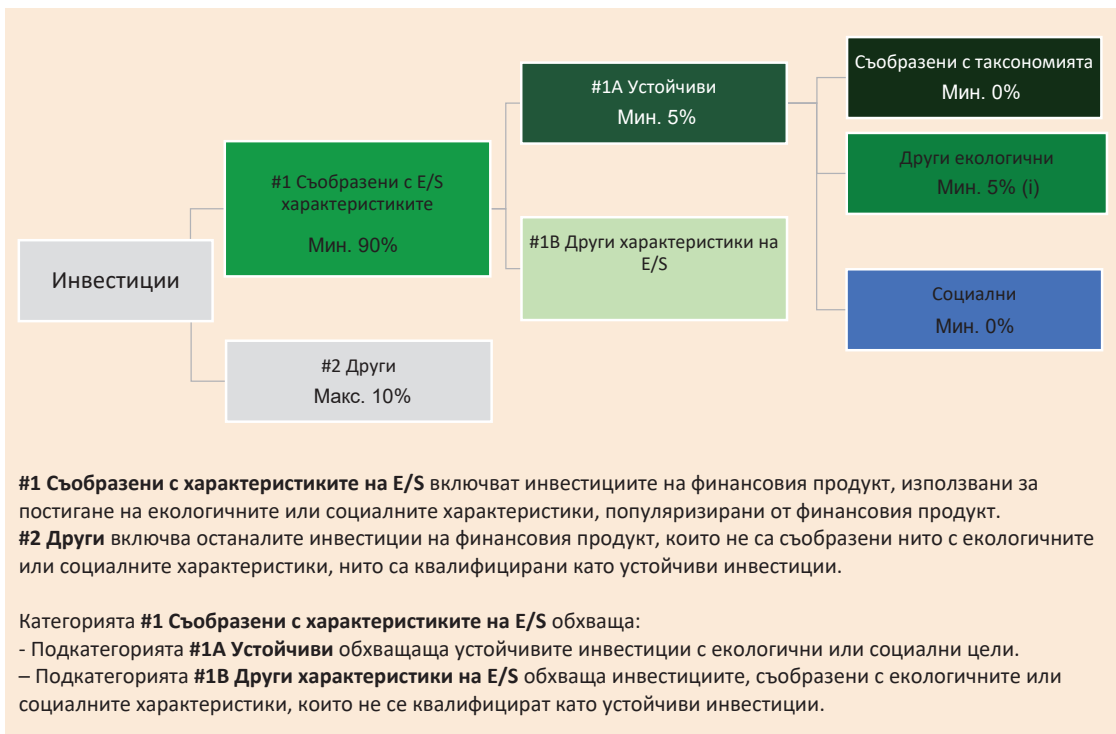 Инвестиции
#1 Съобразени с E/S
характеристиките
Мин. 90%
#2 Други
Макс. 10%
#1A Устойчиви
Мин. 5%
#1B Други характеристики на
E/S
Съобразени с таксономията
Мин. 0%
Други екологични
Мин. 5% (i)
Социални
Мин. 0%
#1 Съобразени с характеристиките на E/S включват инвестициите на финансовия продукт, използвани за
постигане на екологичните или социалните характеристики, популяризирани от финансовия продукт.
#2 Други включва останалите инвестиции на финансовия продукт, които не са съобразени нито с екологичните
или социалните характеристики, нито са квалифицирани като устойчиви инвестиции.
Категорията #1 Съобразени с характеристиките на E/S обхваща:
- Подкатегорията #1A Устойчиви обхващаща устойчивите инвестиции с екологични или социални цели.
– Подкатегорията #1B Други характеристики на E/S обхваща инвестициите, съобразени с екологичните или
социалните характеристики, които не се квалифицират като устойчиви инвестиции.